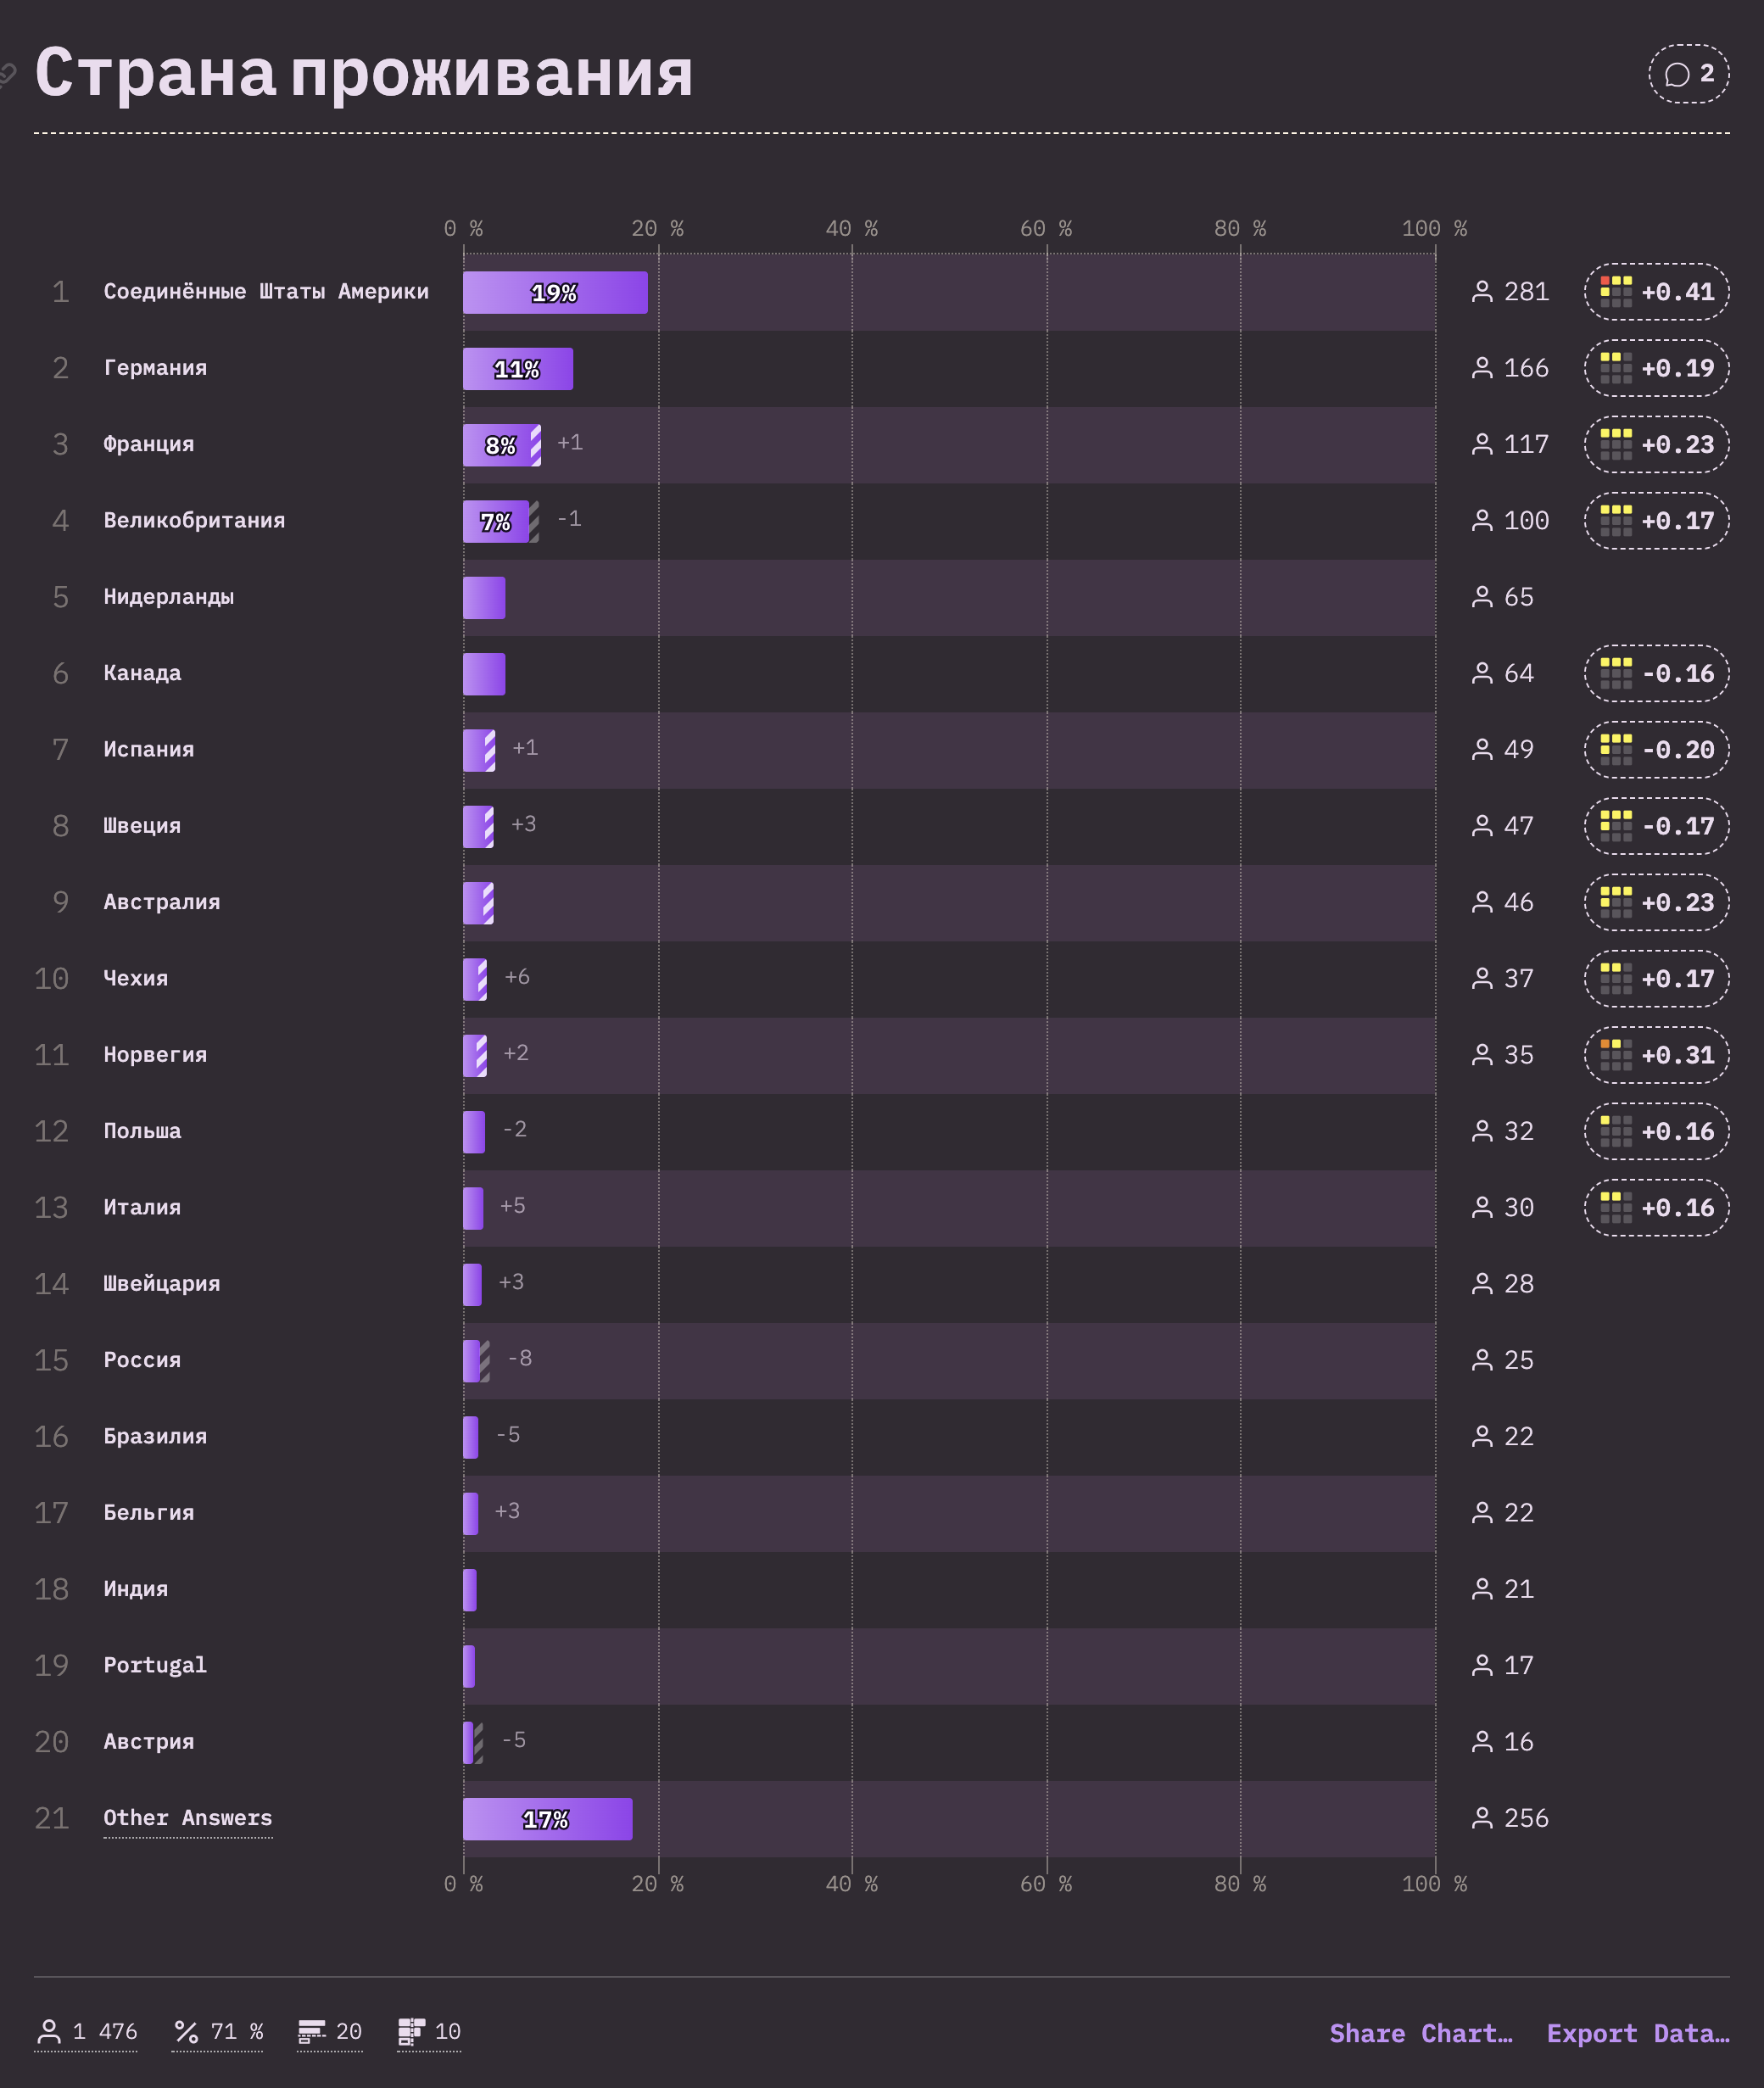 Страна проживания
2
0 % 20 % 40 % 60 % 80 % 100 %
1 Соединённые Штаты Америки 19% 281 +0.41
2 Германия 11% 166 +0.19
3 Франция 8% +1 117 +0.23
4 Великобритания 7% -1 100 +0.17
5 Нидерланды 65
6 Канада 64 -0.16
7 Испания +1 49 -0.20
8 Швеция +3 47 -0.17
9 Австралия 46 +0.23
10 Чехия +6 37 +0.17
11 Норвегия +2 35 +0.31
12 Польша -2 32 +0.16
13 Италия +5 30 +0.16
14 Швейцария +3 28
15 Россия -8 25
16 Бразилия -5 22
17 Бельгия +3 22
18 Индия 21
19 Portugal 17
20 Австрия -5 16
21 Other Answers 17% 256
0 % 20 % 40 % 60 % 80 % 100 %
1 476 71 % 20 10 Share Chart… Export Data…